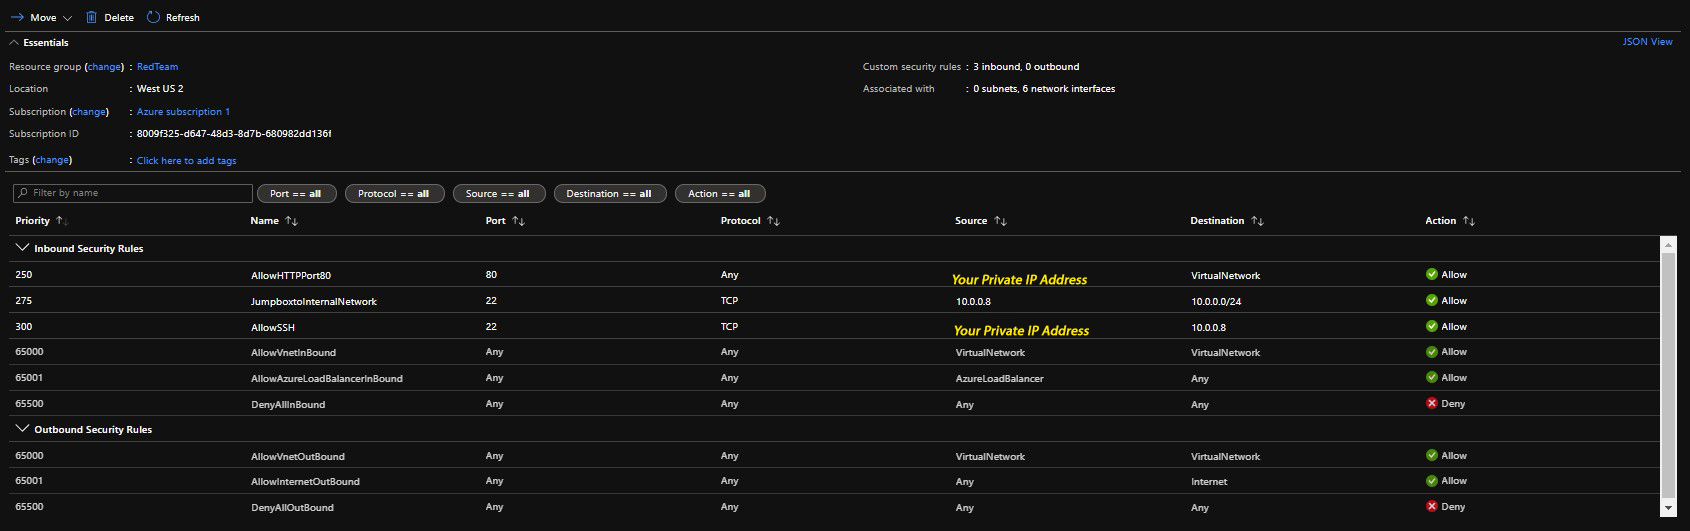 Move Delete Refresh
Essentials JSON View
Resource group (change) : RedTeam Custom security rules : 3 inbound, 0 outbound
Location : West US 2 Associated with : 0 subnets, 6 network interfaces
Subscription (change) : Azure subscription 1
Subscription ID : 8009f325-d647-48d3-8d7b-680982dd136f
Tags (change) : Click here to add tags
Filter by name Port == all Protocol == all Source == all Destination == all Action == all
Priority Name Port Protocol Source Destination Action
Inbound Security Rules
250 AllowHTTPPort80 80 Any Your Private IP Address VirtualNetwork Allow
275 JumpboxtoInternalNetwork 22 TCP 10.0.0.8 10.0.0.0/24 Allow
300 AllowSSH 22 TCP Your Private IP Address 10.0.0.8 Allow
65000 AllowVnetInBound Any Any VirtualNetwork VirtualNetwork Allow
65001 AllowAzureLoadBalancerInBound Any Any AzureLoadBalancer Any Allow
65500 DenyAllInBound Any Any Any Any Deny
Outbound Security Rules
65000 AllowVnetOutBound Any Any VirtualNetwork VirtualNetwork Allow
65001 AllowInternetOutBound Any Any Any Internet Allow
65500 DenyAllOutBound Any Any Any Any Deny